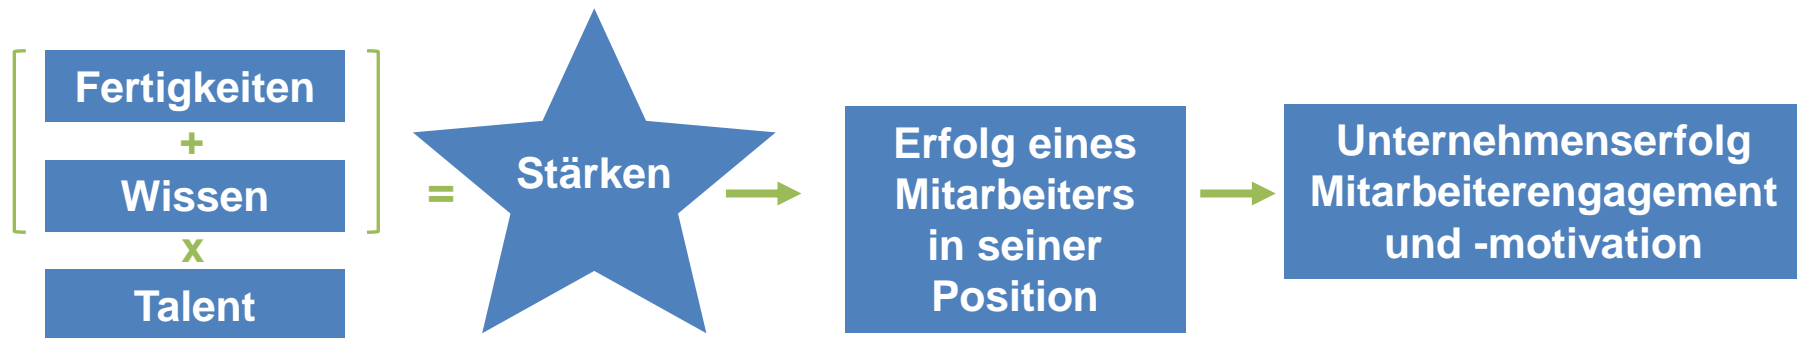 Fertigkeiten
+
Wissen
x
Talent
=
Stärken
Erfolg eines
Mitarbeiters
in seiner
Position
Unternehmenserfolg
Mitarbeiterengagement
und -motivation